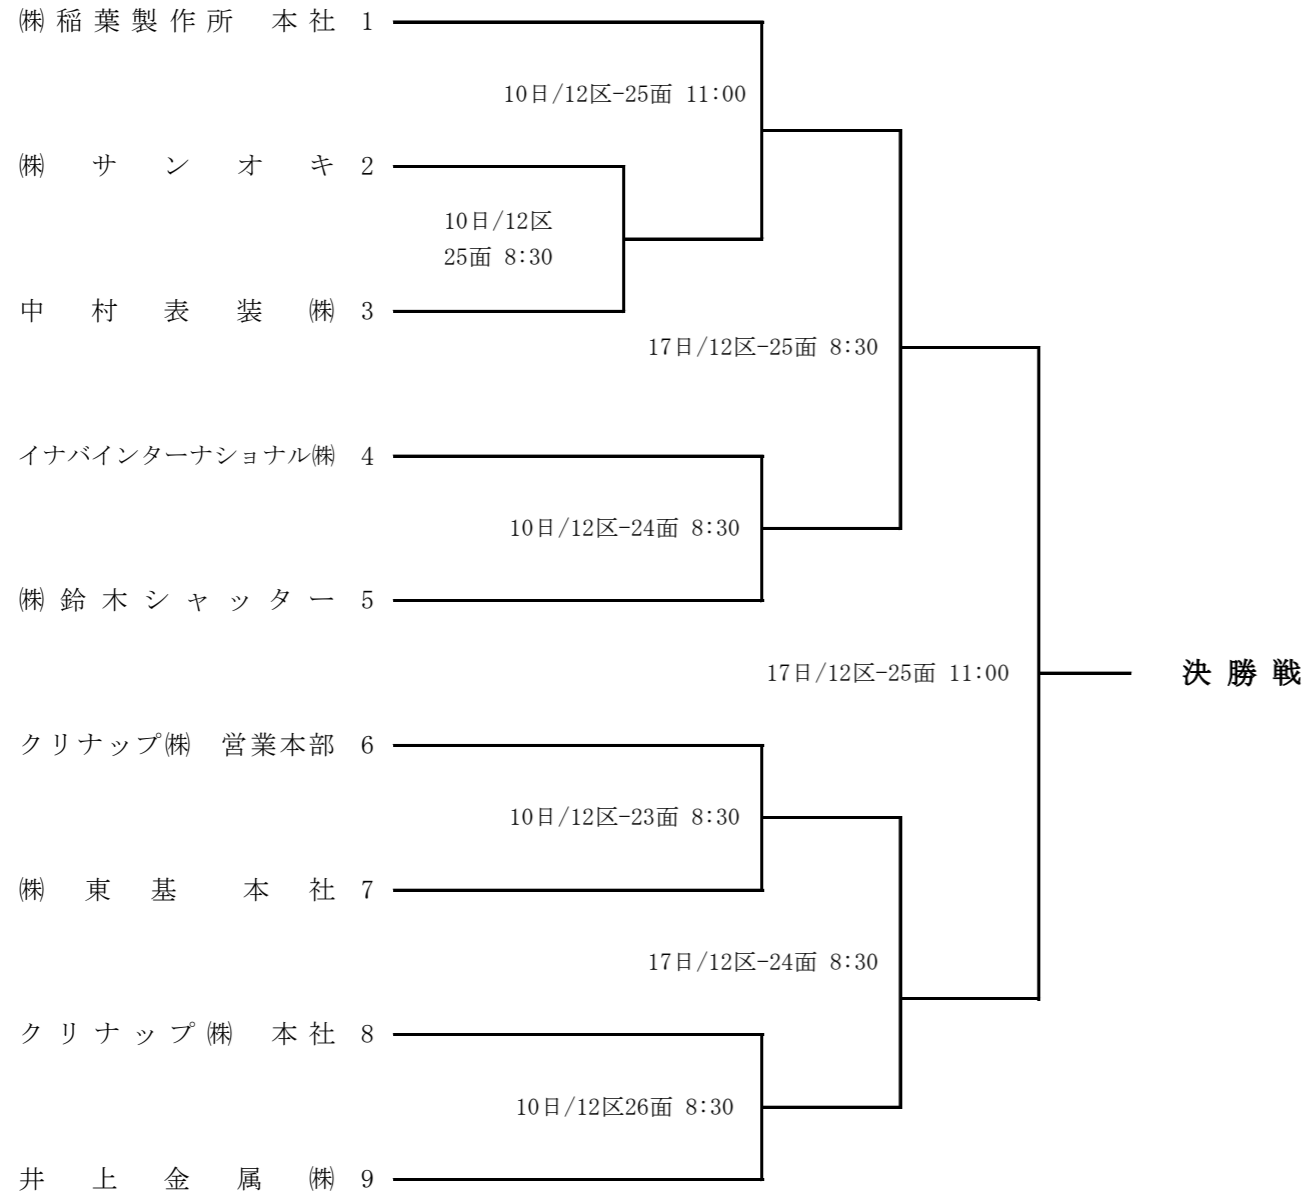 ㈱稲葉製作所 本社 1
10日/12区-25面 11:00
㈱サンオキ 2
10日/12区
25面 8:30
中村表装㈱ 3
17日/12区-25面 8:30
イナバインターナショナル㈱ 4
10日/12区-24面 8:30
㈱鈴木シャッター 5
17日/12区-25面 11:00
決勝戦
クリナップ㈱ 営業本部 6
10日/12区-23面 8:30
㈱東基 本社 7
17日/12区-24面 8:30
クリナップ㈱ 本社 8
10日/12区26面 8:30
井上金属㈱ 9